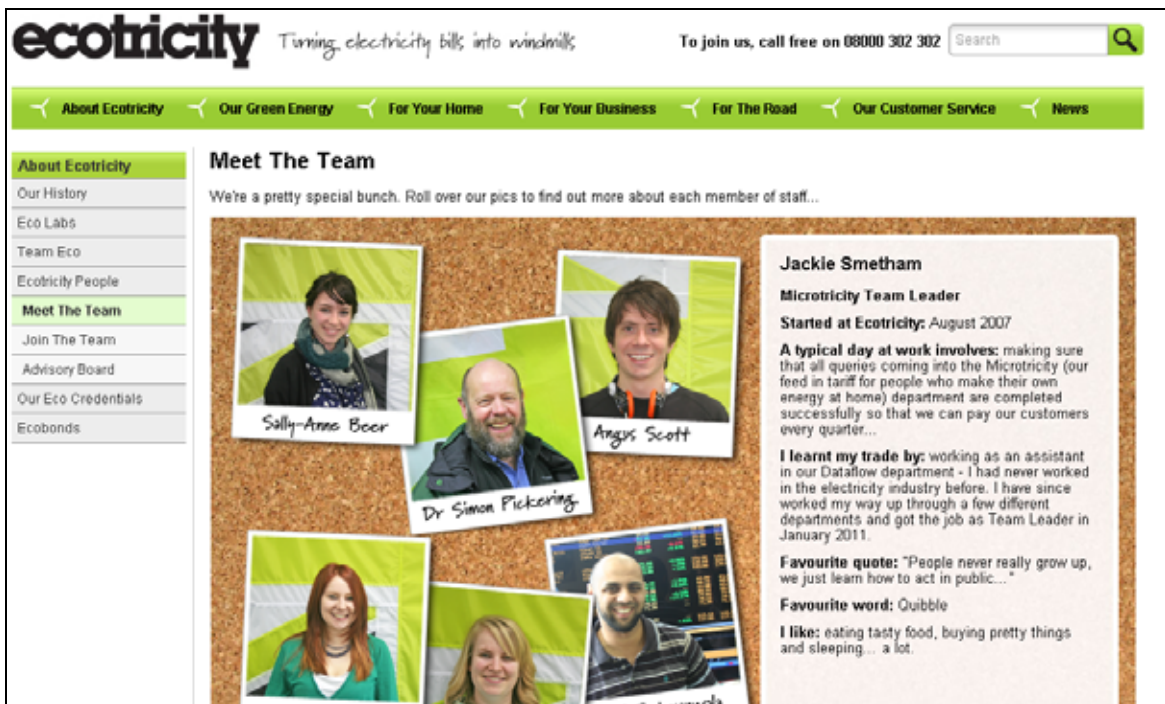 ecotricity
Turning electricity bills into windmills
To join us, call free on 08000 302 302
Search
About Ecotricity
Our Green Energy
For Your Home
For Your Business
For The Road
Our Customer Service
News
About Ecotricity
Our History
Eco Labs
Team Eco
Ecotricity People
Meet The Team
Join The Team
Advisory Board
Our Eco Credentials
Ecobonds
Meet The Team
We're a pretty special bunch. Roll over our pics to find out more about each member of staff...
Sally-Anne Beer
Dr Simon Pickering
Angus Scott
Jackie Smetham
Microtricity Team Leader
Started at Ecotricity: August 2007
A typical day at work involves: making sure
that all queries coming into the Microtricity (our
feed in tariff for people who make their own
energy at home) department are completed
successfully so that we can pay our customers
every quarter...
I learnt my trade by: working as an assistant
in our Dataflow department - I had never worked
in the electricity industry before. I have since
worked my way up through a few different
departments and got the job as Team Leader in
January 2011.
Favourite quote: "People never really grow up,
we just learn how to act in public..."
Favourite word: Quibble
I like: eating tasty food, buying pretty things
and sleeping... a lot.